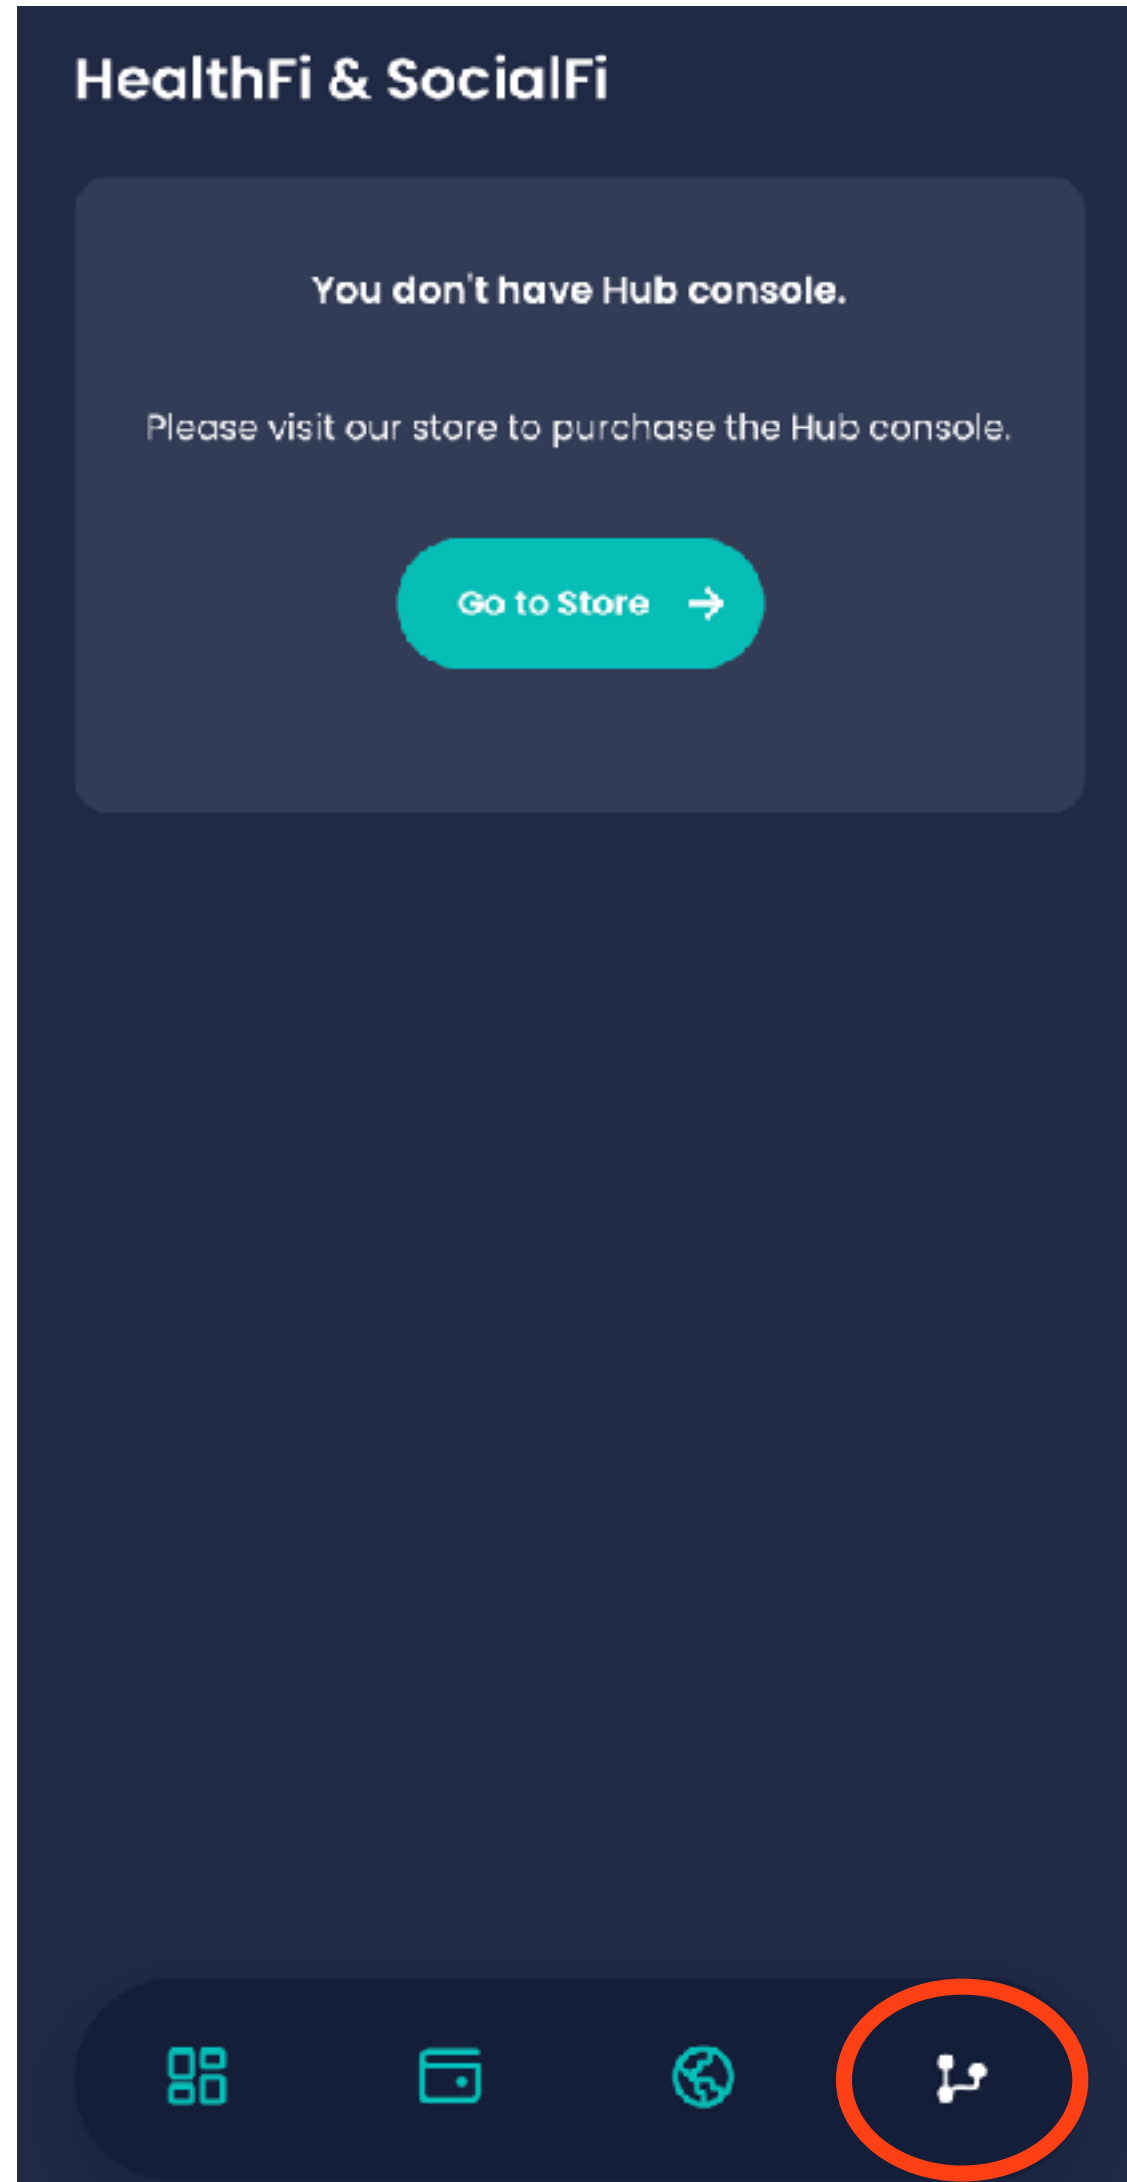 HealthFi & SocialFi
You don't have Hub console.
Please visit our store to purchase the Hub console.
Go to Store →